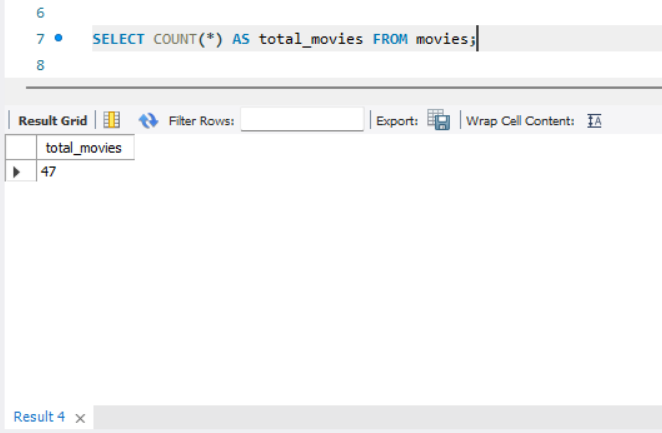 6
7 SELECT COUNT(*) AS total_movies FROM movies;
8
Result Grid Filter Rows: Export: Wrap Cell Content: IA
total_movies
47
Result 4 ×